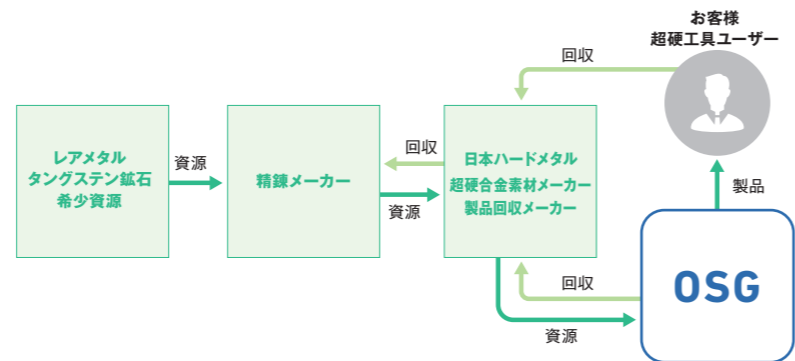 お客様
超硬工具ユーザー
回収
レアメタル
タングステン鉱石
希少資源
資源
精錬メーカー
回収
資源
日本ハードメタル
超硬合金素材メーカー
製品回収メーカー
製品
OSG
回収
資源